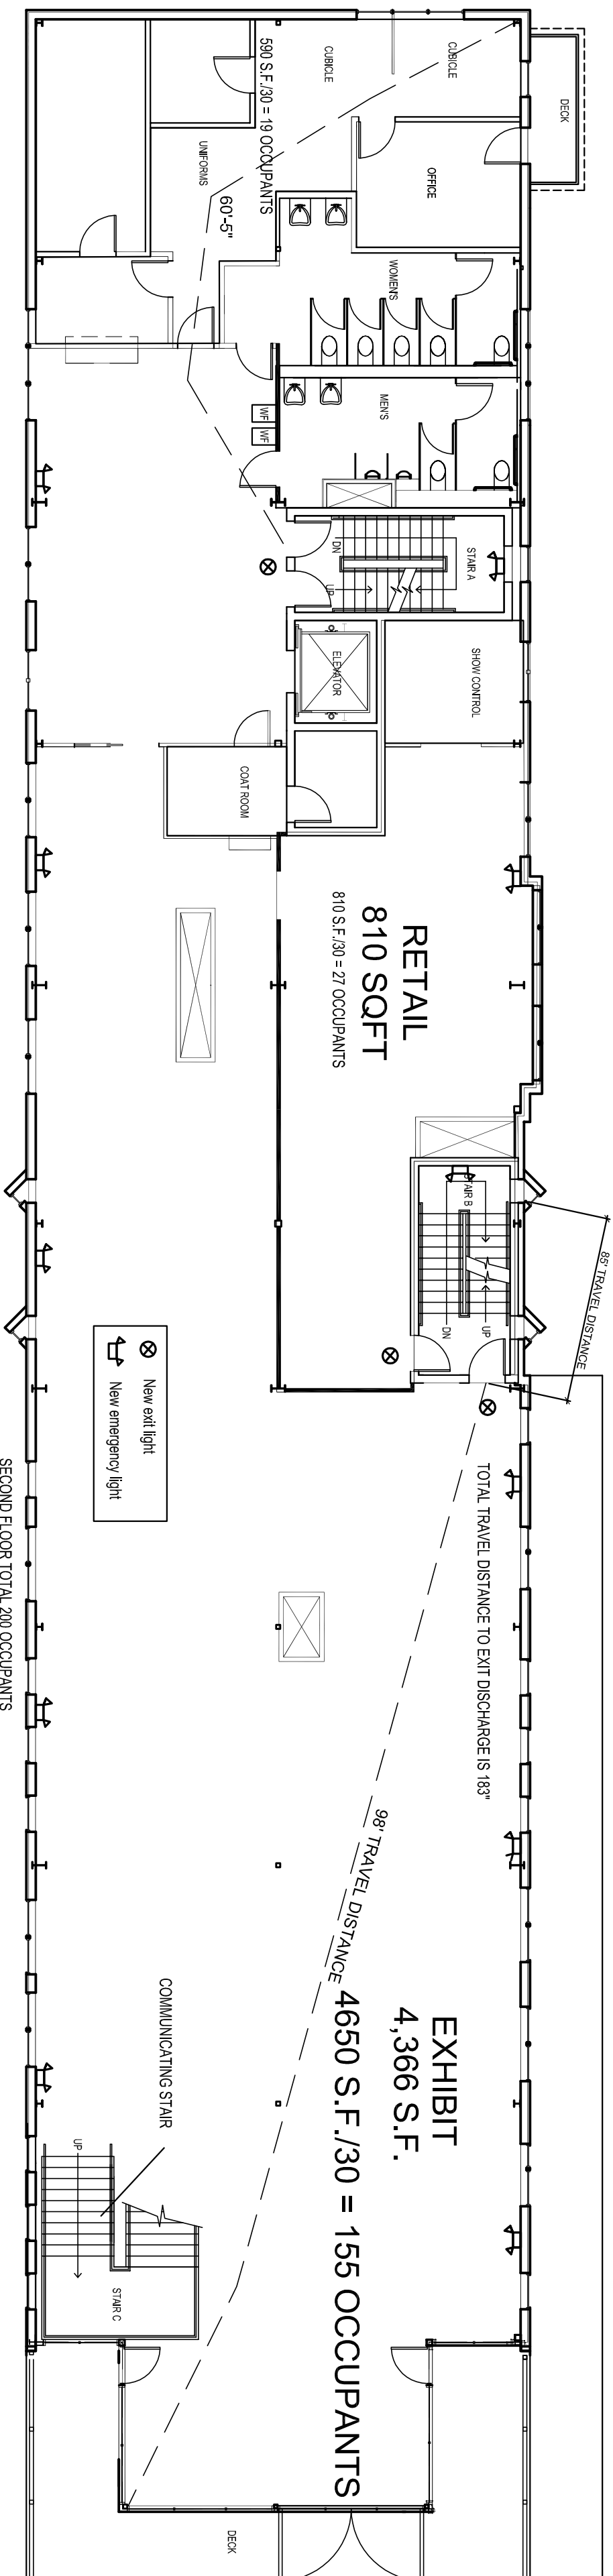 DECK
CUBICLE
CUBICLE
590 S.F./30 = 19 OCCUPANTS
OFFICE
UNIFORMS
60'-5"
WOMEN'S
MEN'S
WF
WF
STAIR A
DN
UP
ELEVATOR
SHOW CONTROL
COAT ROOM
RETAIL
810 SQFT
810 S.F./30 = 27 OCCUPANTS
STAIR B
UP
DN
85' TRAVEL DISTANCE
New exit light
New emergency light
TOTAL TRAVEL DISTANCE TO EXIT DISCHARGE IS 183"
SECOND FLOOR TOTAL 200 OCCUPANTS
98' TRAVEL DISTANCE
EXHIBIT
4,366 S.F.
4650 S.F./30 = 155 OCCUPANTS
COMMUNICATING STAIR
UP
STAIR C
DECK